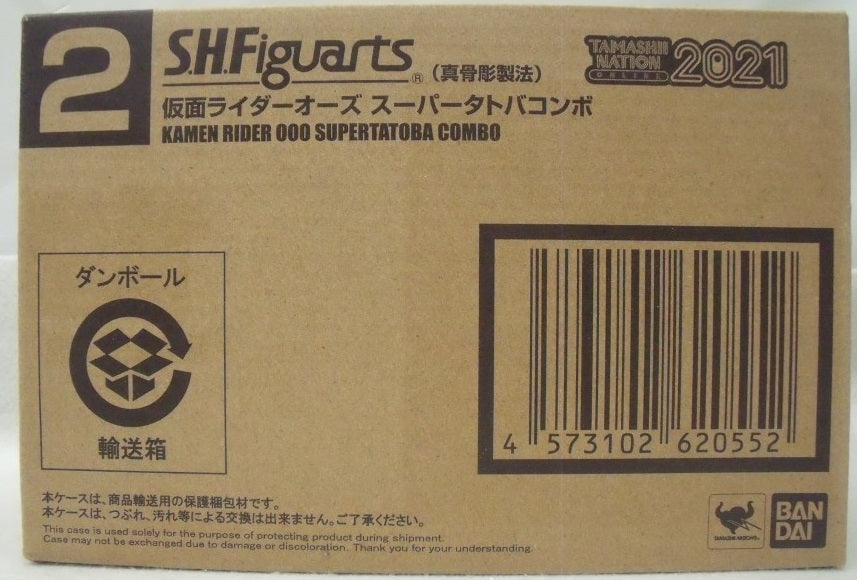 2
S.H.Figuarts® (真骨彫製法)
TAMASHII NATION ONLINE 2021
仮面ライダーオーズ スーパータトバコンボ
KAMEN RIDER OOO SUPERTATOBA COMBO
ダンボール
輸送箱
4 573102 620552
本ケースは、商品輸送用の保護梱包材です。
本ケースは、つぶれ、汚れ等による交換は出来ません。ご了承ください。
This case is used solely for the purpose of protecting product during shipment.
Case may not be exchanged due to damage or discoloration. Thank you for your understanding.
TAMASHII NATIONS
BAN
DAI